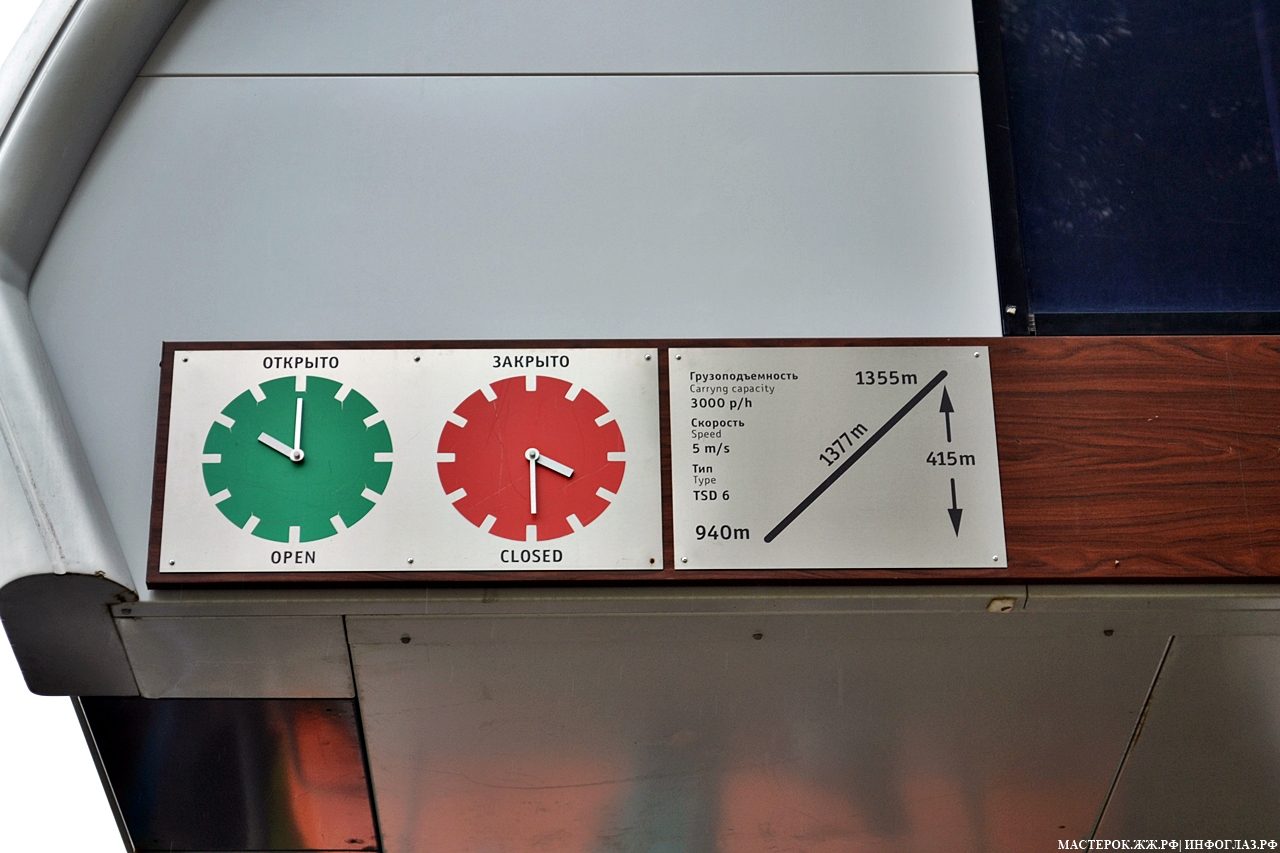 ОТКРЫТО
OPEN
ЗАКРЫТО
CLOSED
Грузоподъемность
Carryng capacity
3000 p/h
Скорость
Speed
5 m/s
Тип
Type
TSD 6
1355m
1377m
415m
940m
МАСТЕРОК.ЖЖ.РФ| ИНФОГЛАЗ.РФ